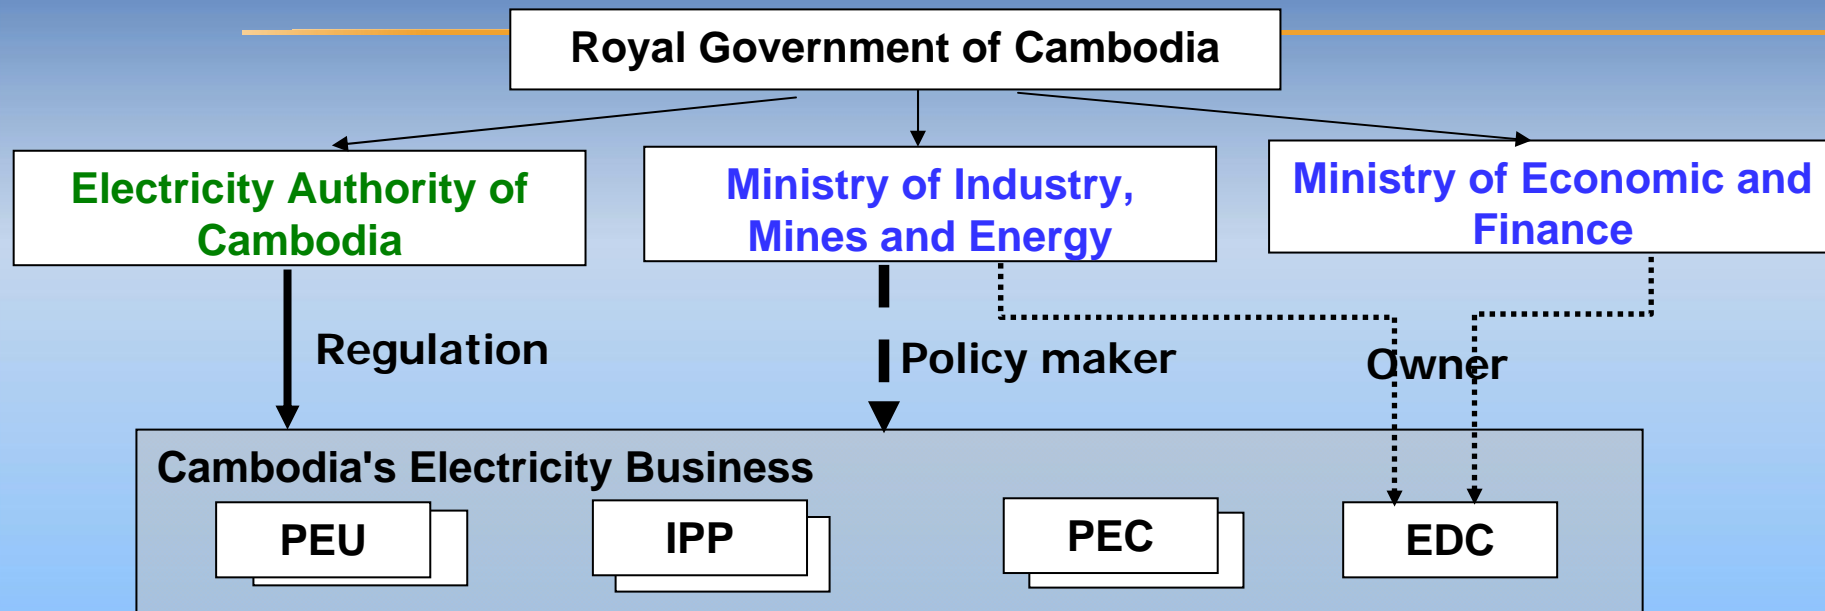 Royal Government of Cambodia
Electricity Authority of
Cambodia
Ministry of Industry,
Mines and Energy
Ministry of Economic and
Finance
Regulation
Policy maker
Owner
Cambodia's Electricity Business
PEU
IPP
PEC
EDC